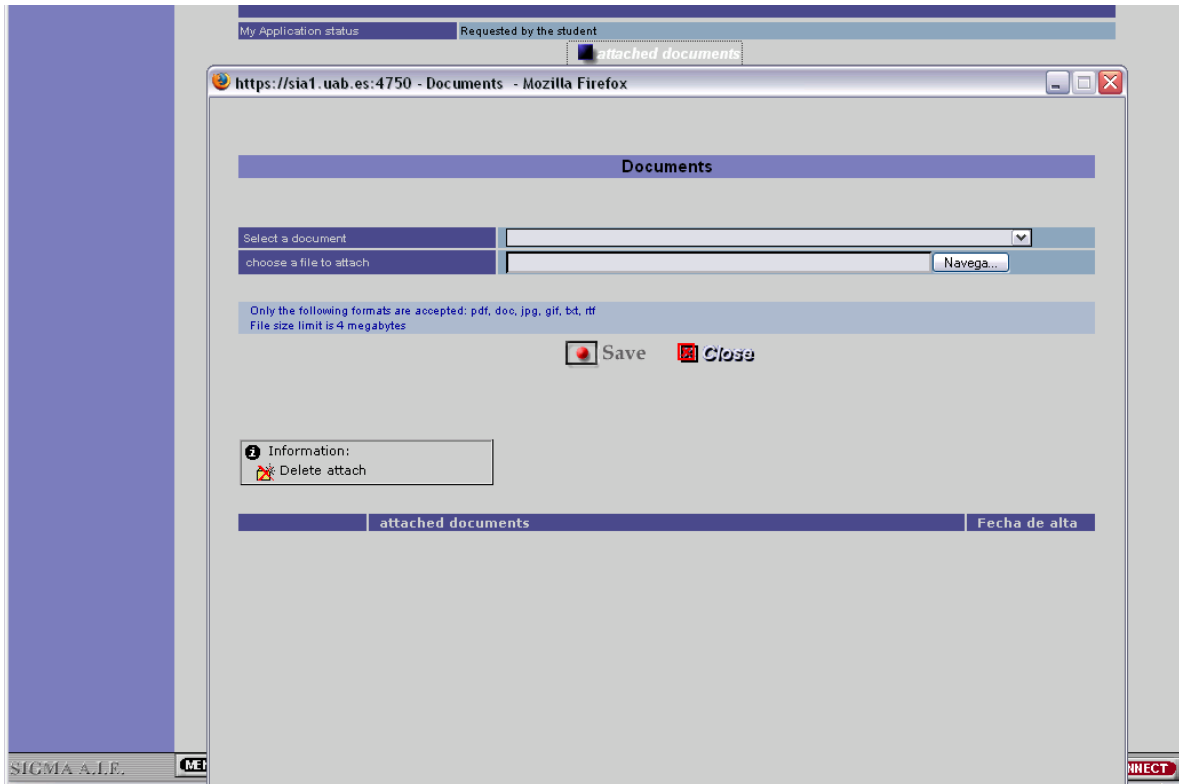 My Application status Requested by the student
attached documents
https://sia1.uab.es:4750 - Documents - Mozilla Firefox
Documents
Select a document
choose a file to attach Navega...
Only the following formats are accepted: pdf, doc, jpg, gif, txt, rtf
File size limit is 4 megabytes
Save Close
Information:
Delete attach
attached documents Fecha de alta
SIGMA A.I.E.